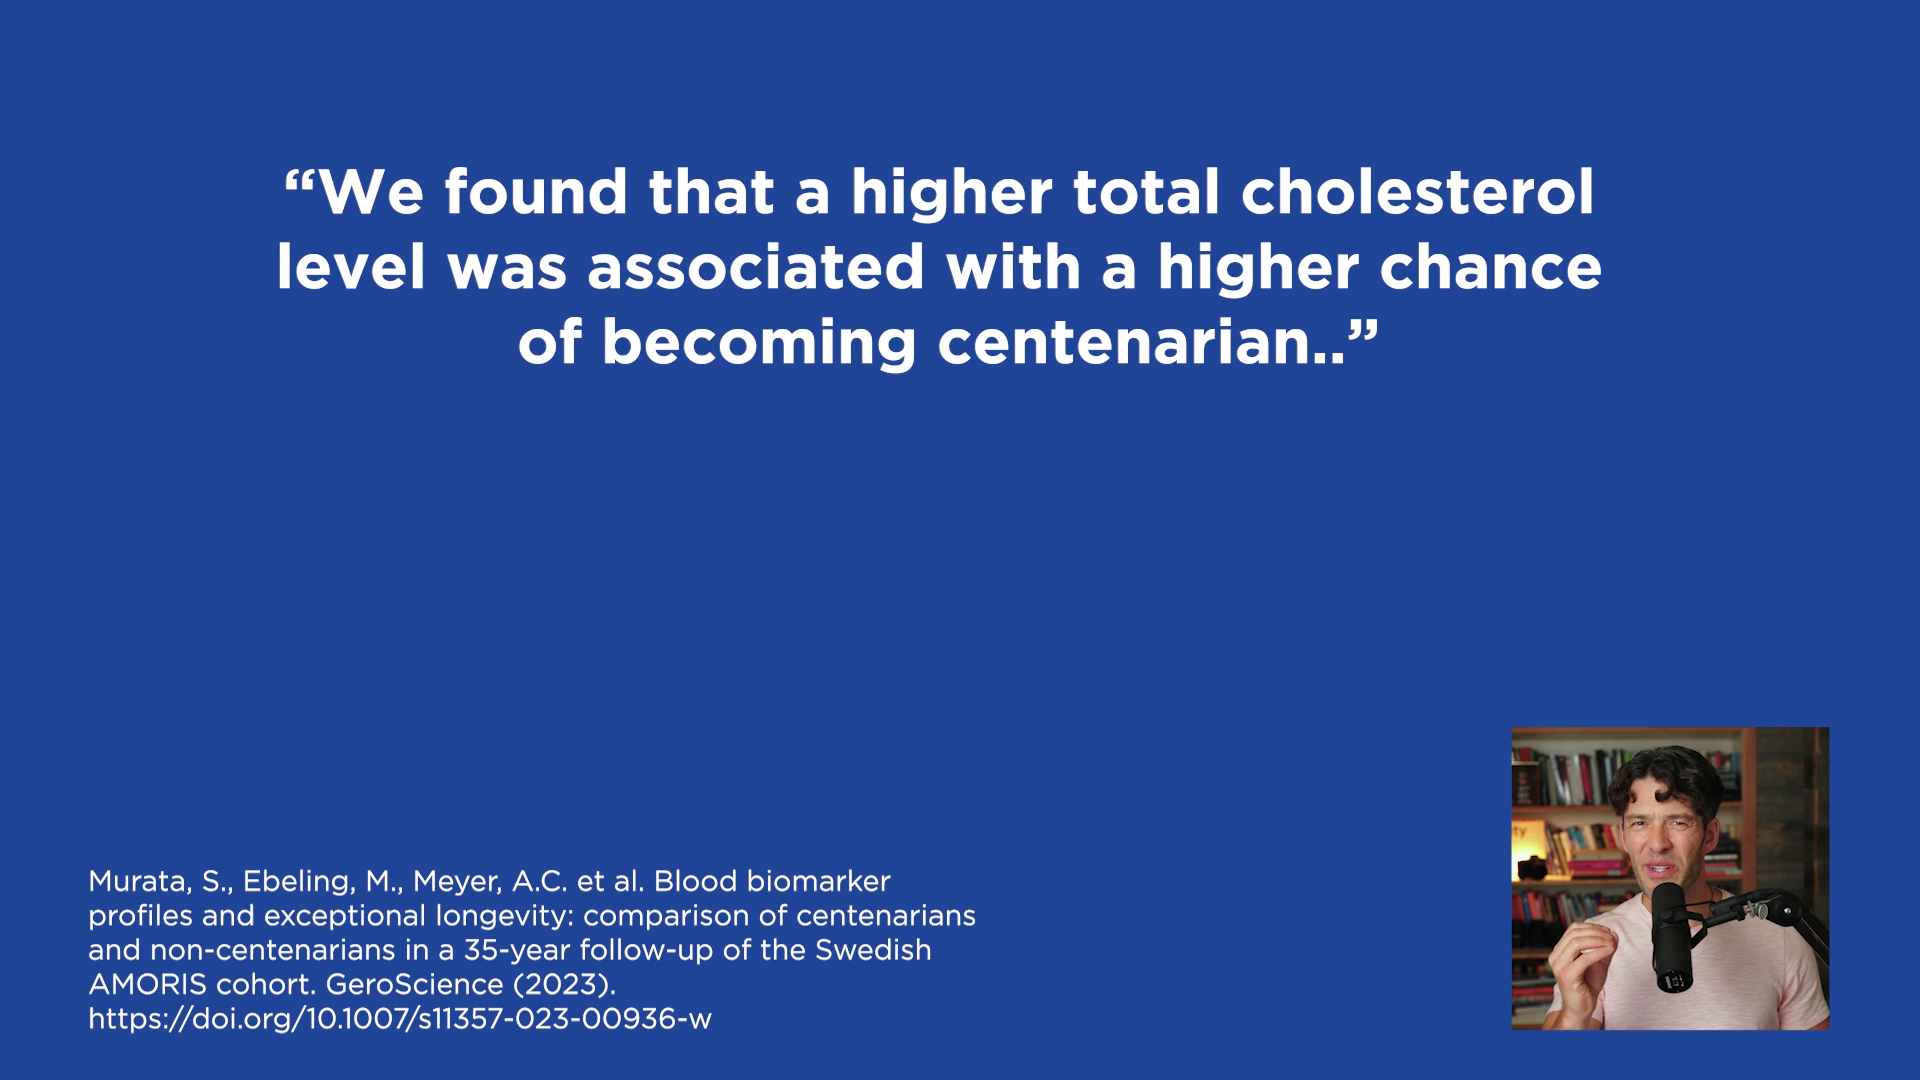 “We found that a higher total cholesterol
level was associated with a higher chance
of becoming centenarian..”
Murata, S., Ebeling, M., Meyer, A.C. et al. Blood biomarker
profiles and exceptional longevity: comparison of centenarians
and non-centenarians in a 35-year follow-up of the Swedish
AMORIS cohort. GeroScience (2023).
https://doi.org/10.1007/s11357-023-00936-w